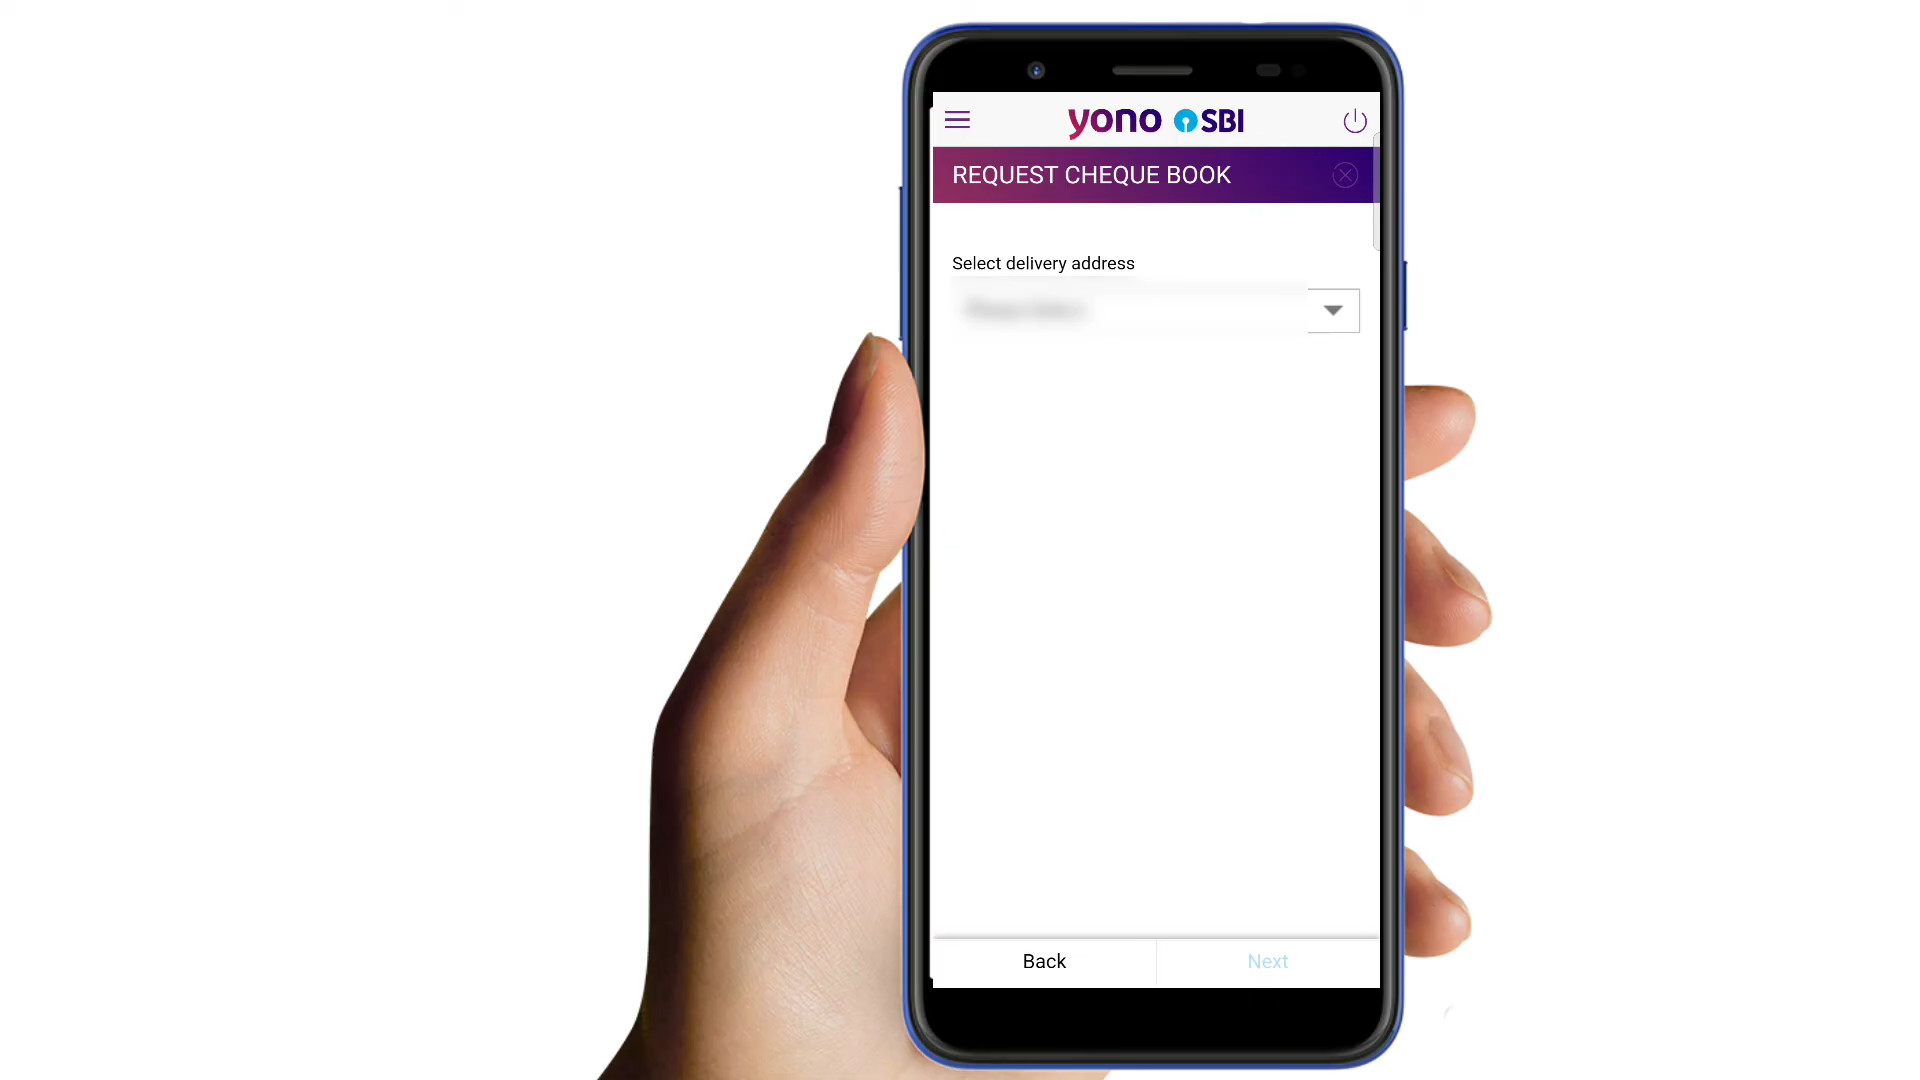 yono SBI
REQUEST CHEQUE BOOK
Select delivery address
Back
Next